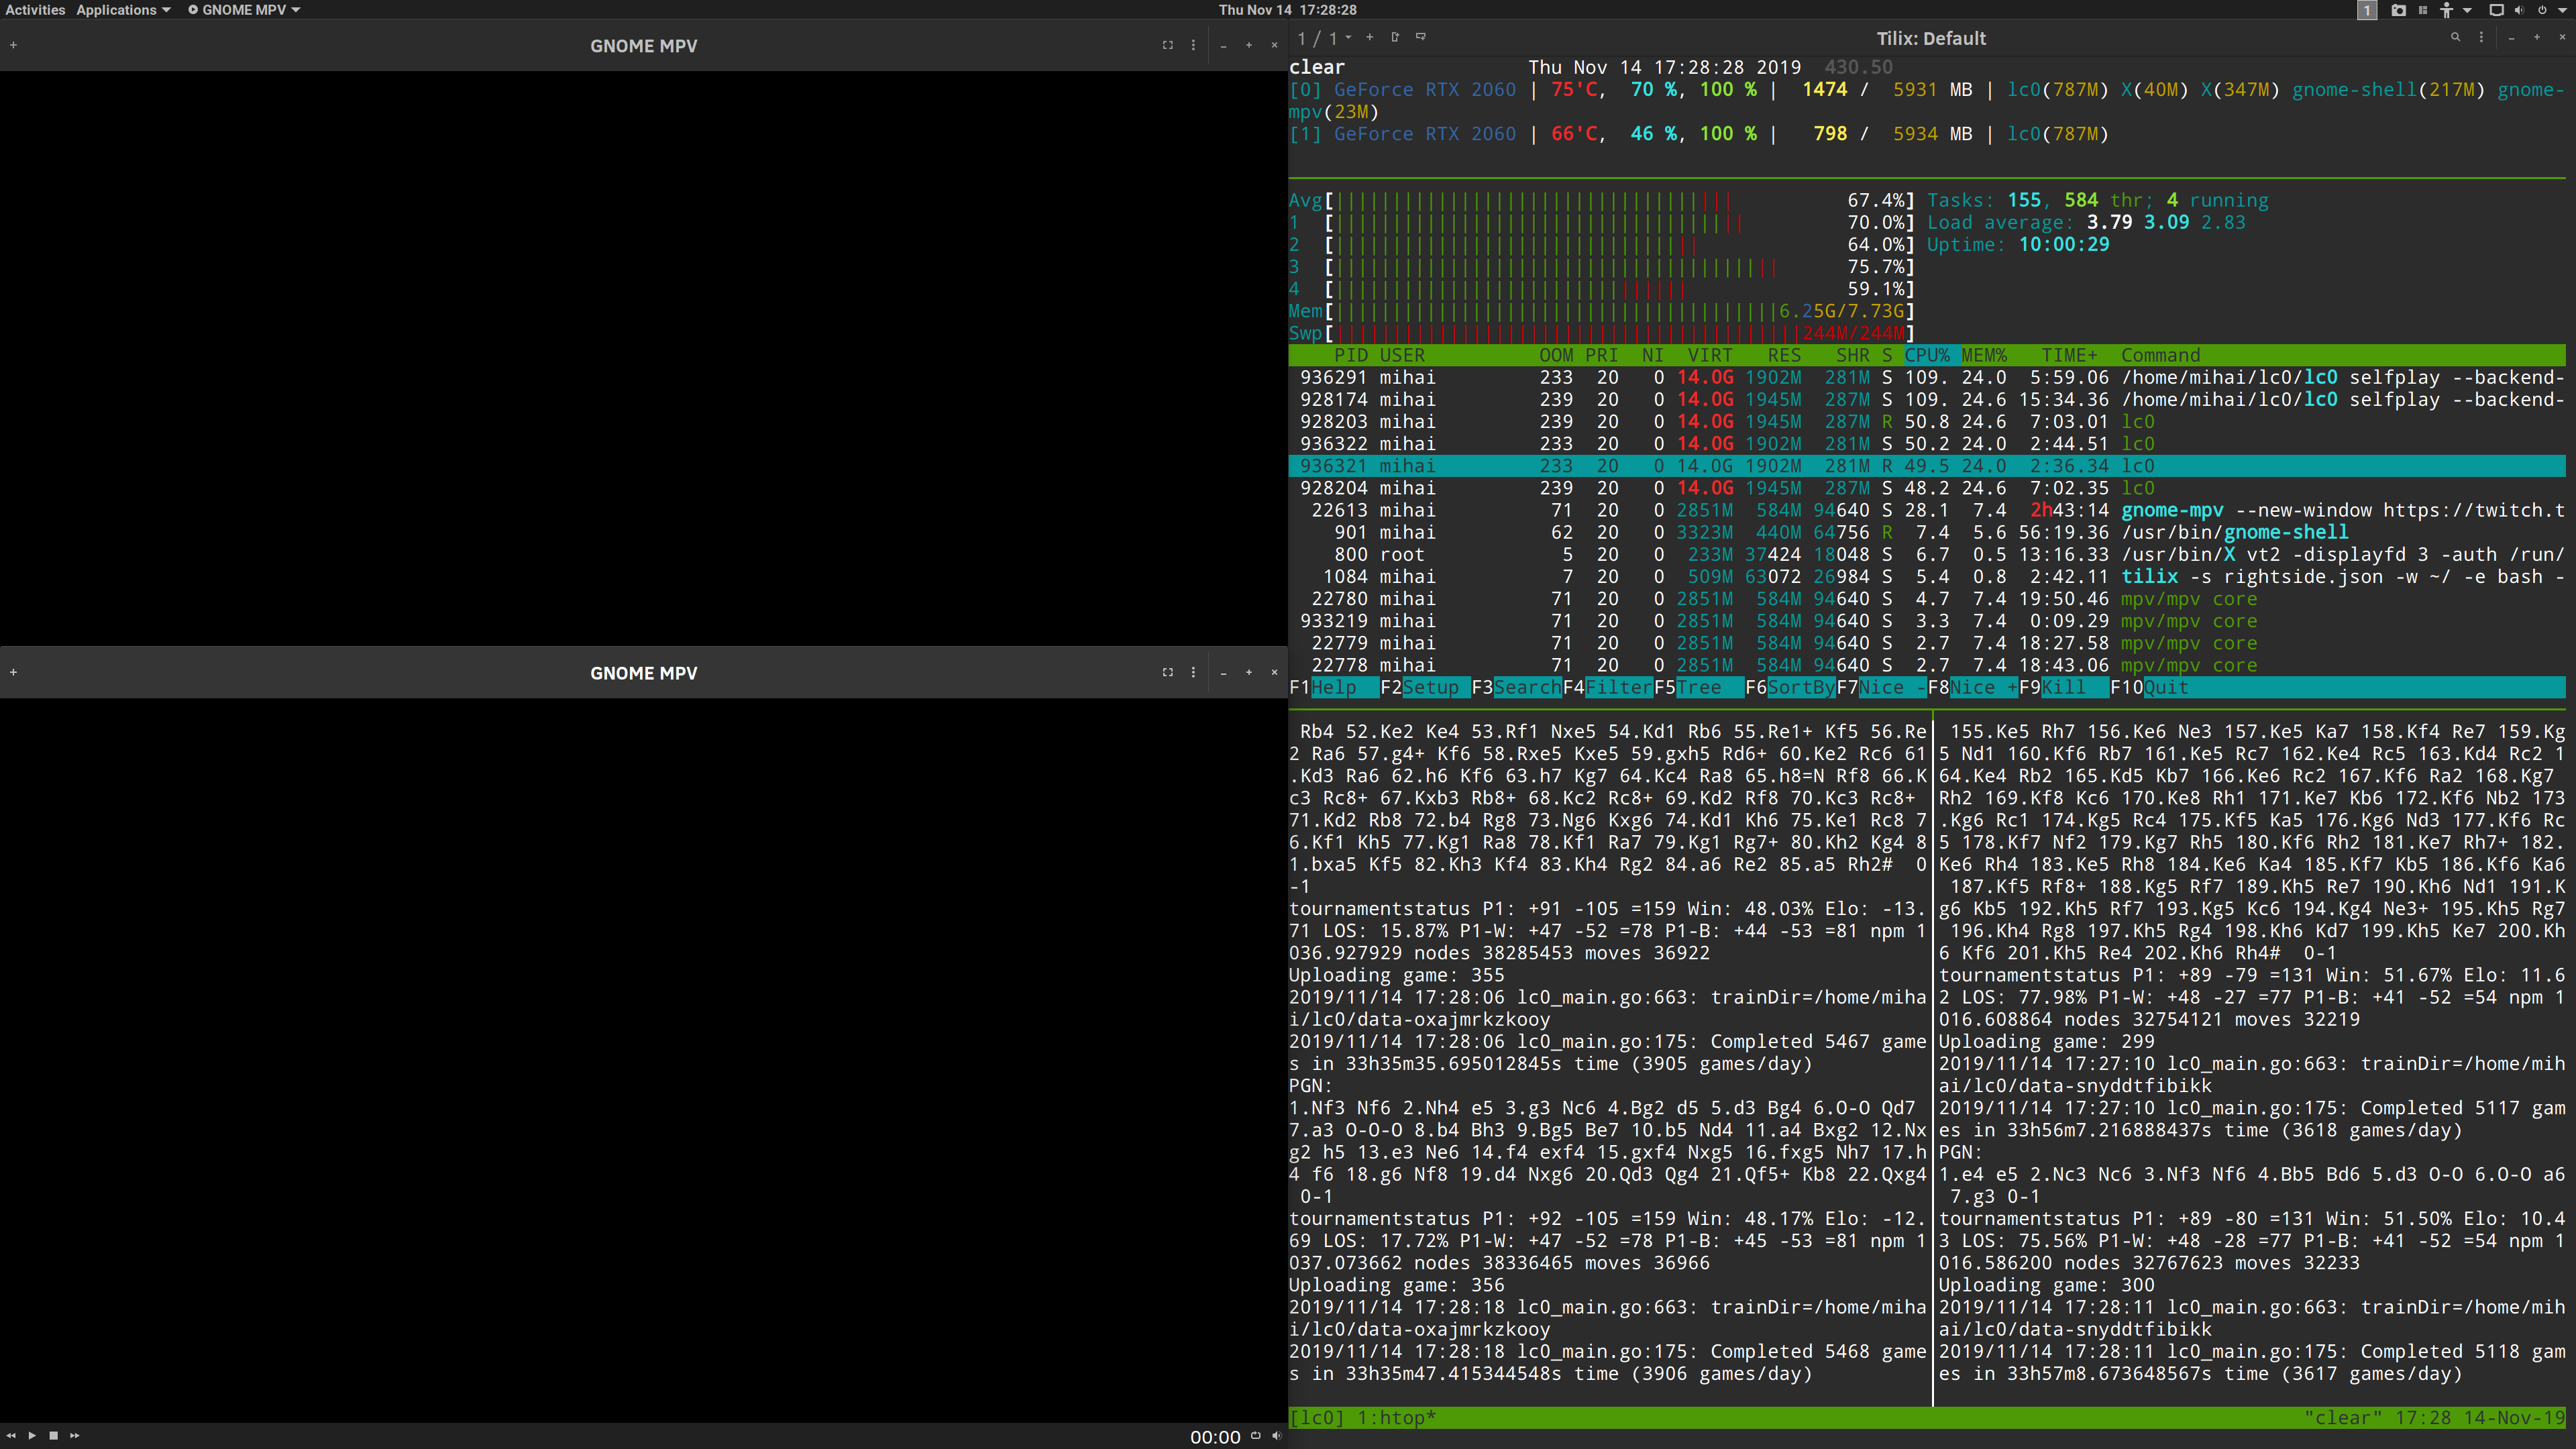 Activities Applications GNOME MPV Thu Nov 14 17:28:28 1
GNOME MPV
GNOME MPV
00:00
1 / 1 Tilix: Default
clear Thu Nov 14 17:28:28 2019 430.50
[0] GeForce RTX 2060 | 75'C, 70 %, 100 % | 1474 / 5931 MB | lc0(787M) X(40M) X(347M) gnome-shell(217M) gnome-
mpv(23M)
[1] GeForce RTX 2060 | 66'C, 46 %, 100 % | 798 / 5934 MB | lc0(787M)
Avg[ 67.4%] Tasks: 155, 584 thr; 4 running
1 [ 70.0%] Load average: 3.79 3.09 2.83
2 [ 64.0%] Uptime: 10:00:29
3 [ 75.7%]
4 [ 59.1%]
Mem[ 6.25G/7.73G]
Swp[ 244M/244M]
PID USER OOM PRI NI VIRT RES SHR S CPU% MEM% TIME+ Command
936291 mihai 233 20 0 14.0G 1902M 281M S 109. 24.0 5:59.06 /home/mihai/lc0/lc0 selfplay --backend-
928174 mihai 239 20 0 14.0G 1945M 287M S 109. 24.6 15:34.36 /home/mihai/lc0/lc0 selfplay --backend-
928203 mihai 239 20 0 14.0G 1945M 287M R 50.8 24.6 7:03.01 lc0
936322 mihai 233 20 0 14.0G 1902M 281M S 50.2 24.0 2:44.51 lc0
936321 mihai 233 20 0 14.0G 1902M 281M R 49.5 24.0 2:36.34 lc0
928204 mihai 239 20 0 14.0G 1945M 287M S 48.2 24.6 7:02.35 lc0
22613 mihai 71 20 0 2851M 584M 94640 S 28.1 7.4 2h43:14 gnome-mpv --new-window https://twitch.t
901 mihai 62 20 0 3323M 440M 64756 R 7.4 5.6 56:19.36 /usr/bin/gnome-shell
800 root 5 20 0 233M 37424 18048 S 6.7 0.5 13:16.33 /usr/bin/X vt2 -displayfd 3 -auth /run/
1084 mihai 7 20 0 509M 63072 26984 S 5.4 0.8 2:42.11 tilix -s rightside.json -w ~/ -e bash -
22780 mihai 71 20 0 2851M 584M 94640 S 4.7 7.4 19:50.46 mpv/mpv core
933219 mihai 71 20 0 2851M 584M 94640 S 3.3 7.4 0:09.29 mpv/mpv core
22779 mihai 71 20 0 2851M 584M 94640 S 2.7 7.4 18:27.58 mpv/mpv core
22778 mihai 71 20 0 2851M 584M 94640 S 2.7 7.4 18:43.06 mpv/mpv core
F1Help F2Setup F3SearchF4FilterF5Tree F6SortByF7Nice -F8Nice +F9Kill F10Quit
Rb4 52.Ke2 Ke4 53.Rf1 Nxe5 54.Kd1 Rb6 55.Re1+ Kf5 56.Re
2 Ra6 57.g4+ Kf6 58.Rxe5 Kxe5 59.gxh5 Rd6+ 60.Ke2 Rc6 61
.Kd3 Ra6 62.h6 Kf6 63.h7 Kg7 64.Kc4 Ra8 65.h8=N Rf8 66.K
c3 Rc8+ 67.Kxb3 Rb8+ 68.Kc2 Rc8+ 69.Kd2 Rf8 70.Kc3 Rc8+
71.Kd2 Rb8 72.b4 Rg8 73.Ng6 Kxg6 74.Kd1 Kh6 75.Ke1 Rc8 7
6.Kf1 Kh5 77.Kg1 Ra8 78.Kf1 Ra7 79.Kg1 Rg7+ 80.Kh2 Kg4 8
1.bxa5 Kf5 82.Kh3 Kf4 83.Kh4 Rg2 84.a6 Re2 85.a5 Rh2# 0
-1
tournamentstatus P1: +91 -105 =159 Win: 48.03% Elo: -13.
71 LOS: 15.87% P1-W: +47 -52 =78 P1-B: +44 -53 =81 npm 1
036.927929 nodes 38285453 moves 36922
Uploading game: 355
2019/11/14 17:28:06 lc0_main.go:663: trainDir=/home/miha
i/lc0/data-oxajmrkzkooy
2019/11/14 17:28:06 lc0_main.go:175: Completed 5467 game
s in 33h35m35.695012845s time (3905 games/day)
PGN:
1.Nf3 Nf6 2.Nh4 e5 3.g3 Nc6 4.Bg2 d5 5.d3 Bg4 6.O-O Qd7
7.a3 O-O-O 8.b4 Bh3 9.Bg5 Be7 10.b5 Nd4 11.a4 Bxg2 12.Nx
g2 h5 13.e3 Ne6 14.f4 exf4 15.gxf4 Nxg5 16.fxg5 Nh7 17.h
4 f6 18.g6 Nf8 19.d4 Nxg6 20.Qd3 Qg4 21.Qf5+ Kb8 22.Qxg4
0-1
tournamentstatus P1: +92 -105 =159 Win: 48.17% Elo: -12.
69 LOS: 17.72% P1-W: +47 -52 =78 P1-B: +45 -53 =81 npm 1
037.073662 nodes 38336465 moves 36966
Uploading game: 356
2019/11/14 17:28:18 lc0_main.go:663: trainDir=/home/miha
i/lc0/data-oxajmrkzkooy
2019/11/14 17:28:18 lc0_main.go:175: Completed 5468 game
s in 33h35m47.415344548s time (3906 games/day)
155.Ke5 Rh7 156.Ke6 Ne3 157.Ke5 Ka7 158.Kf4 Re7 159.Kg
5 Nd1 160.Kf6 Rb7 161.Ke5 Rc7 162.Ke4 Rc5 163.Kd4 Rc2 1
64.Ke4 Rb2 165.Kd5 Kb7 166.Ke6 Rc2 167.Kf6 Ra2 168.Kg7
Rh2 169.Kf8 Kc6 170.Ke8 Rh1 171.Ke7 Kb6 172.Kf6 Nb2 173
.Kg6 Rc1 174.Kg5 Rc4 175.Kf5 Ka5 176.Kg6 Nd3 177.Kf6 Rc
5 178.Kf7 Nf2 179.Kg7 Rh5 180.Kf6 Rh2 181.Ke7 Rh7+ 182.
Ke6 Rh4 183.Ke5 Rh8 184.Ke6 Ka4 185.Kf7 Kb5 186.Kf6 Ka6
187.Kf5 Rf8+ 188.Kg5 Rf7 189.Kh5 Re7 190.Kh6 Nd1 191.K
g6 Kb5 192.Kh5 Rf7 193.Kg5 Kc6 194.Kg4 Ne3+ 195.Kh5 Rg7
196.Kh4 Rg8 197.Kh5 Rg4 198.Kh6 Kd7 199.Kh5 Ke7 200.Kh
6 Kf6 201.Kh5 Re4 202.Kh6 Rh4# 0-1
tournamentstatus P1: +89 -79 =131 Win: 51.67% Elo: 11.6
2 LOS: 77.98% P1-W: +48 -27 =77 P1-B: +41 -52 =54 npm 1
016.608864 nodes 32754121 moves 32219
Uploading game: 299
2019/11/14 17:27:10 lc0_main.go:663: trainDir=/home/mih
ai/lc0/data-snyddtfibikk
2019/11/14 17:27:10 lc0_main.go:175: Completed 5117 gam
es in 33h56m7.216888437s time (3618 games/day)
PGN:
1.e4 e5 2.Nc3 Nc6 3.Nf3 Nf6 4.Bb5 Bd6 5.d3 O-O 6.O-O a6
7.g3 0-1
tournamentstatus P1: +89 -80 =131 Win: 51.50% Elo: 10.4
3 LOS: 75.56% P1-W: +48 -28 =77 P1-B: +41 -52 =54 npm 1
016.586200 nodes 32767623 moves 32233
Uploading game: 300
2019/11/14 17:28:11 lc0_main.go:663: trainDir=/home/mih
ai/lc0/data-snyddtfibikk
2019/11/14 17:28:11 lc0_main.go:175: Completed 5118 gam
es in 33h57m8.673648567s time (3617 games/day)
[lc0] 1:htop* "clear" 17:28 14-Nov-19